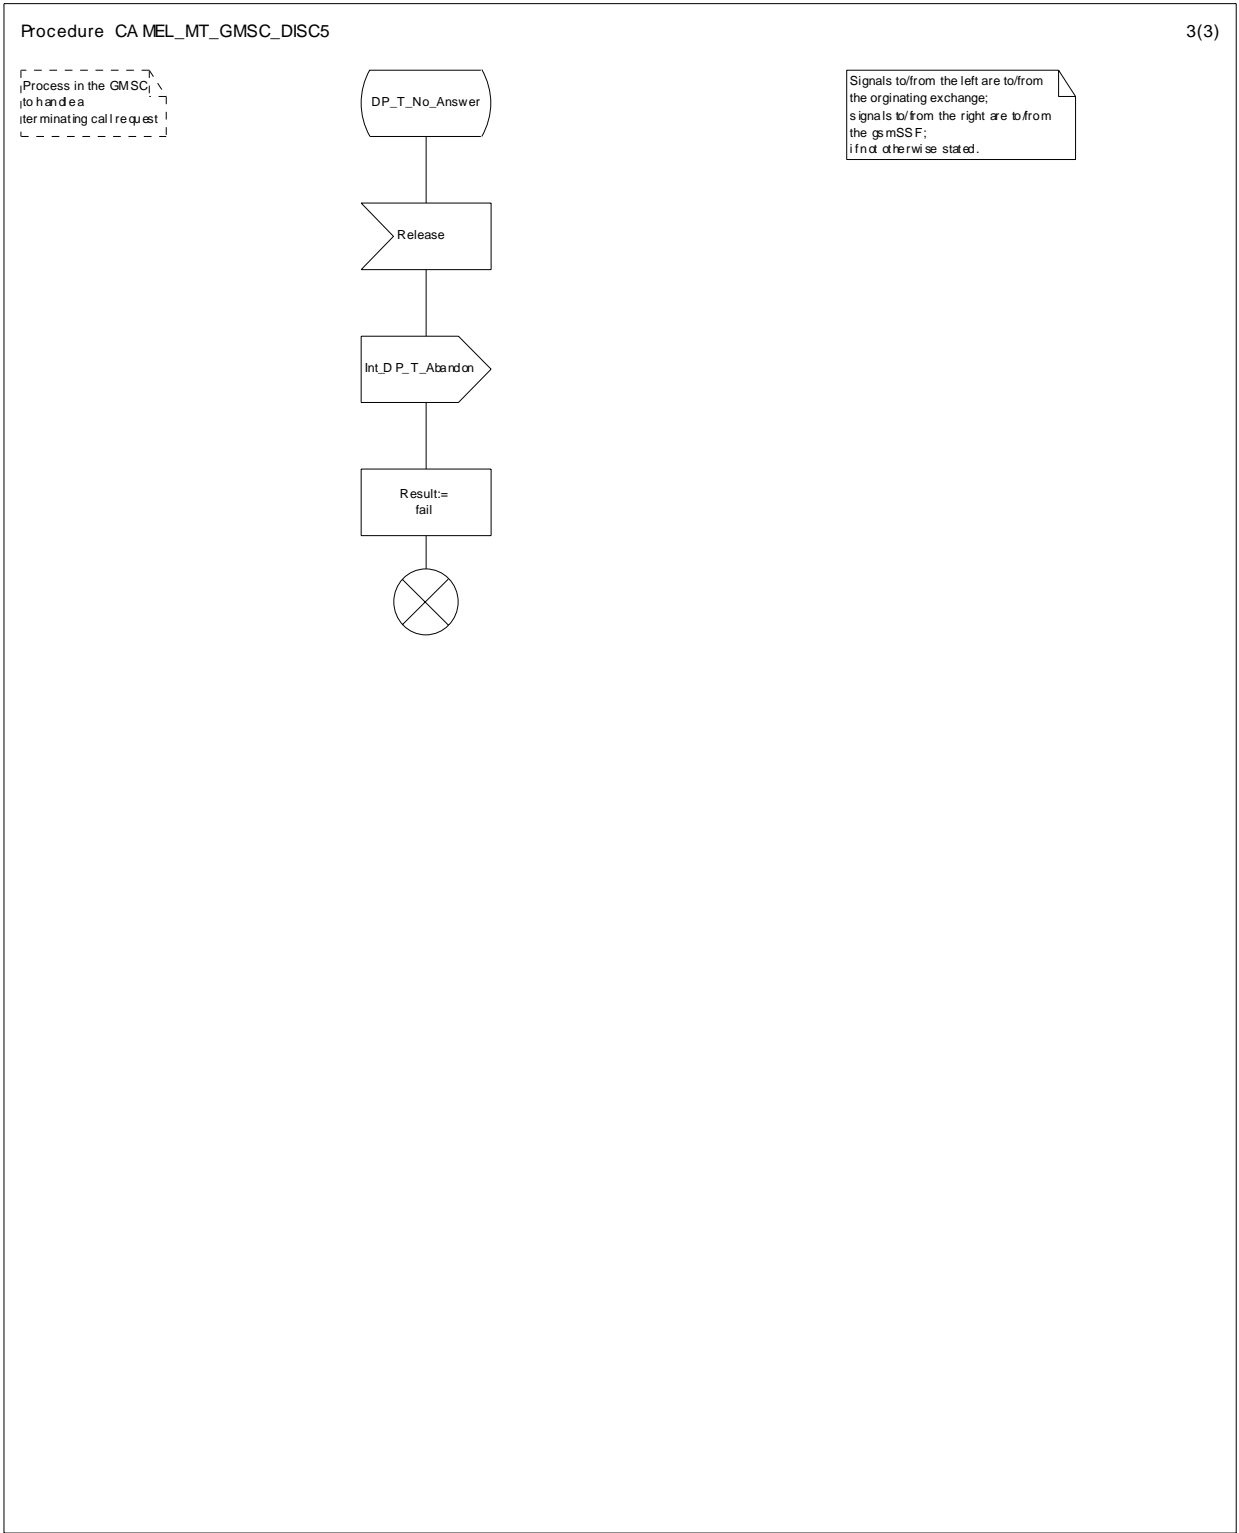 Procedure CAMEL_MT_GMSC_DISC5
3(3)
Process in the GMSC
to handle a
terminating call request
DP_T_No_Answer
Signals to/from the left are to/from
the orginating exchange;
signals to/from the right are to/from
the gsmSSF;
if not otherwise stated.
Release
Int_DP_T_Abandon
Result:=
fail